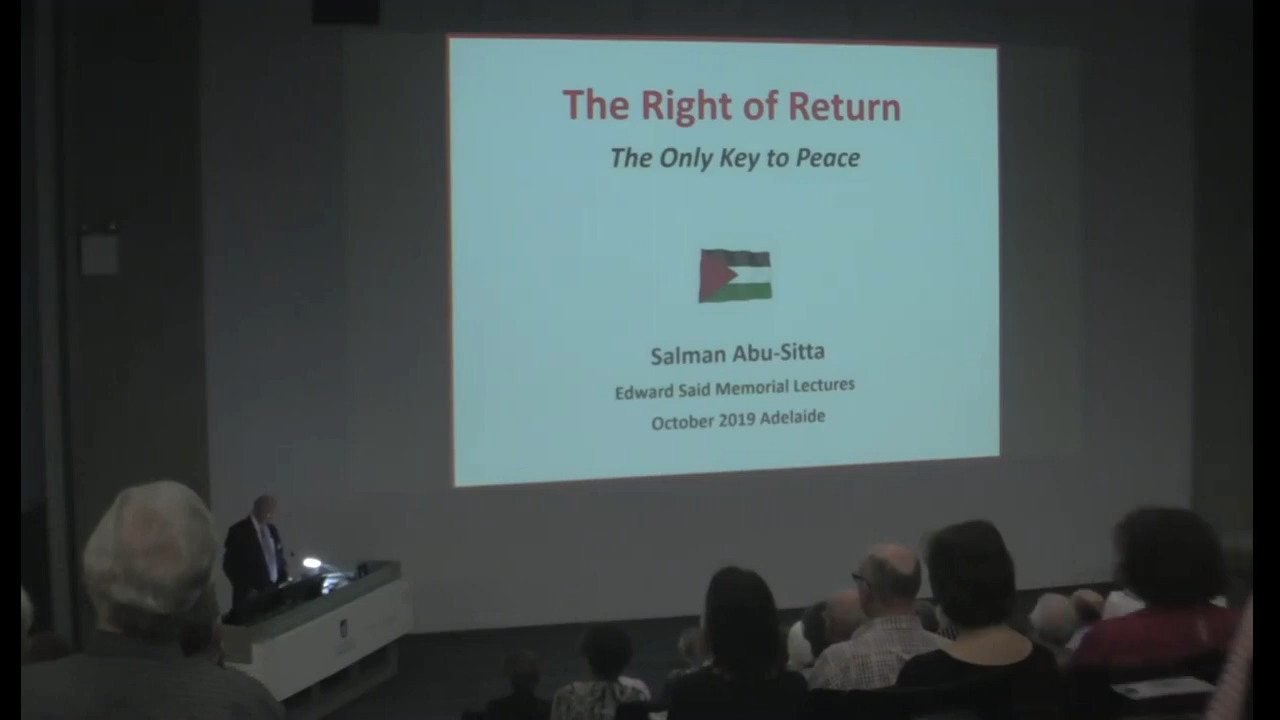 The Right of Return
The Only Key to Peace
Salman Abu-Sitta
Edward Said Memorial Lectures
October 2019 Adelaide